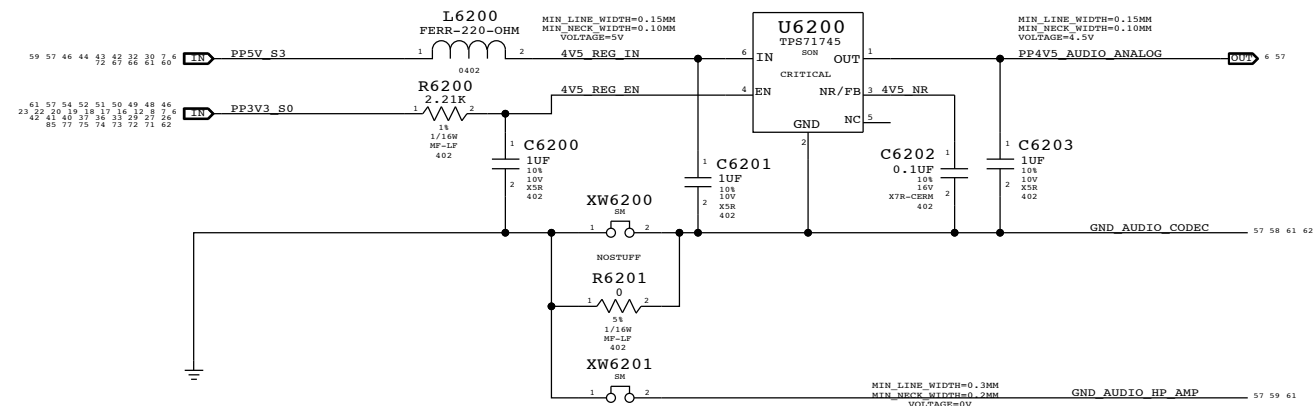 L6200
FERR-220-OHM
1
2
0402
MIN_LINE_WIDTH=0.15MM
MIN_NECK_WIDTH=0.10MM
VOLTAGE=5V
U6200
TPS71745
SON
CRITICAL
MIN_LINE_WIDTH=0.15MM
MIN_NECK_WIDTH=0.10MM
VOLTAGE=4.5V
59 57 46 44 43 42 32 30 7 6
72 67 66 61 60
IN
PP5V_S3
4V5_REG_IN
6
IN
OUT
1
PP4V5_AUDIO_ANALOG
OUT
6 57
61 57 54 52 51 50 49 48 46
23 22 20 19 18 17 16 12 8 7 6
42 41 40 37 36 33 29 27 26
85 77 75 74 73 72 71 62
IN
PP3V3_S0
R6200
2.21K
1
2
1%
1/16W
MF-LF
402
4V5_REG_EN
4
EN
NR/FB
3
4V5_NR
NC
5
GND
2
1
C6200
1UF
10%
10V
X5R
402
2
1
C6201
1UF
10%
10V
X5R
402
2
C6202
0.1UF
10%
16V
X7R-CERM
402
1
2
1
C6203
1UF
10%
10V
X5R
402
2
XW6200
SM
1
2
GND_AUDIO_CODEC
57 58 61 62
NOSTUFF
R6201
0
1
2
5%
1/16W
MF-LF
402
XW6201
SM
1
2
MIN_LINE_WIDTH=0.3MM
MIN_NECK_WIDTH=0.2MM
VOLTAGE=0V
GND_AUDIO_HP_AMP
57 59 61